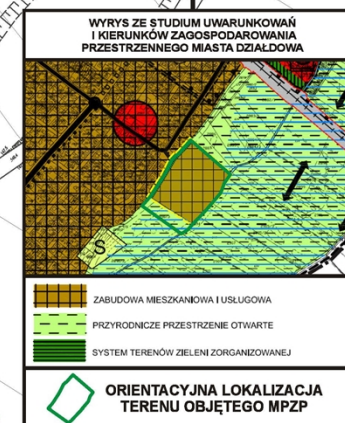 WYRYS ZE STUDIUM UWARUNKOWAŃ
I KIERUNKÓW ZAGOSPODAROWANIA
PRZESTRZENNEGO MIASTA DZIAŁDOWA
S
ZABUDOWA MIESZKANIOWA I USŁUGOWA
PRZYRODNICZE PRZESTRZENIE OTWARTE
SYSTEM TERENÓW ZIELENI ZORGANIZOWANEJ
ORIENTACYJNA LOKALIZACJA
TERENU OBJĘTEGO MPZP